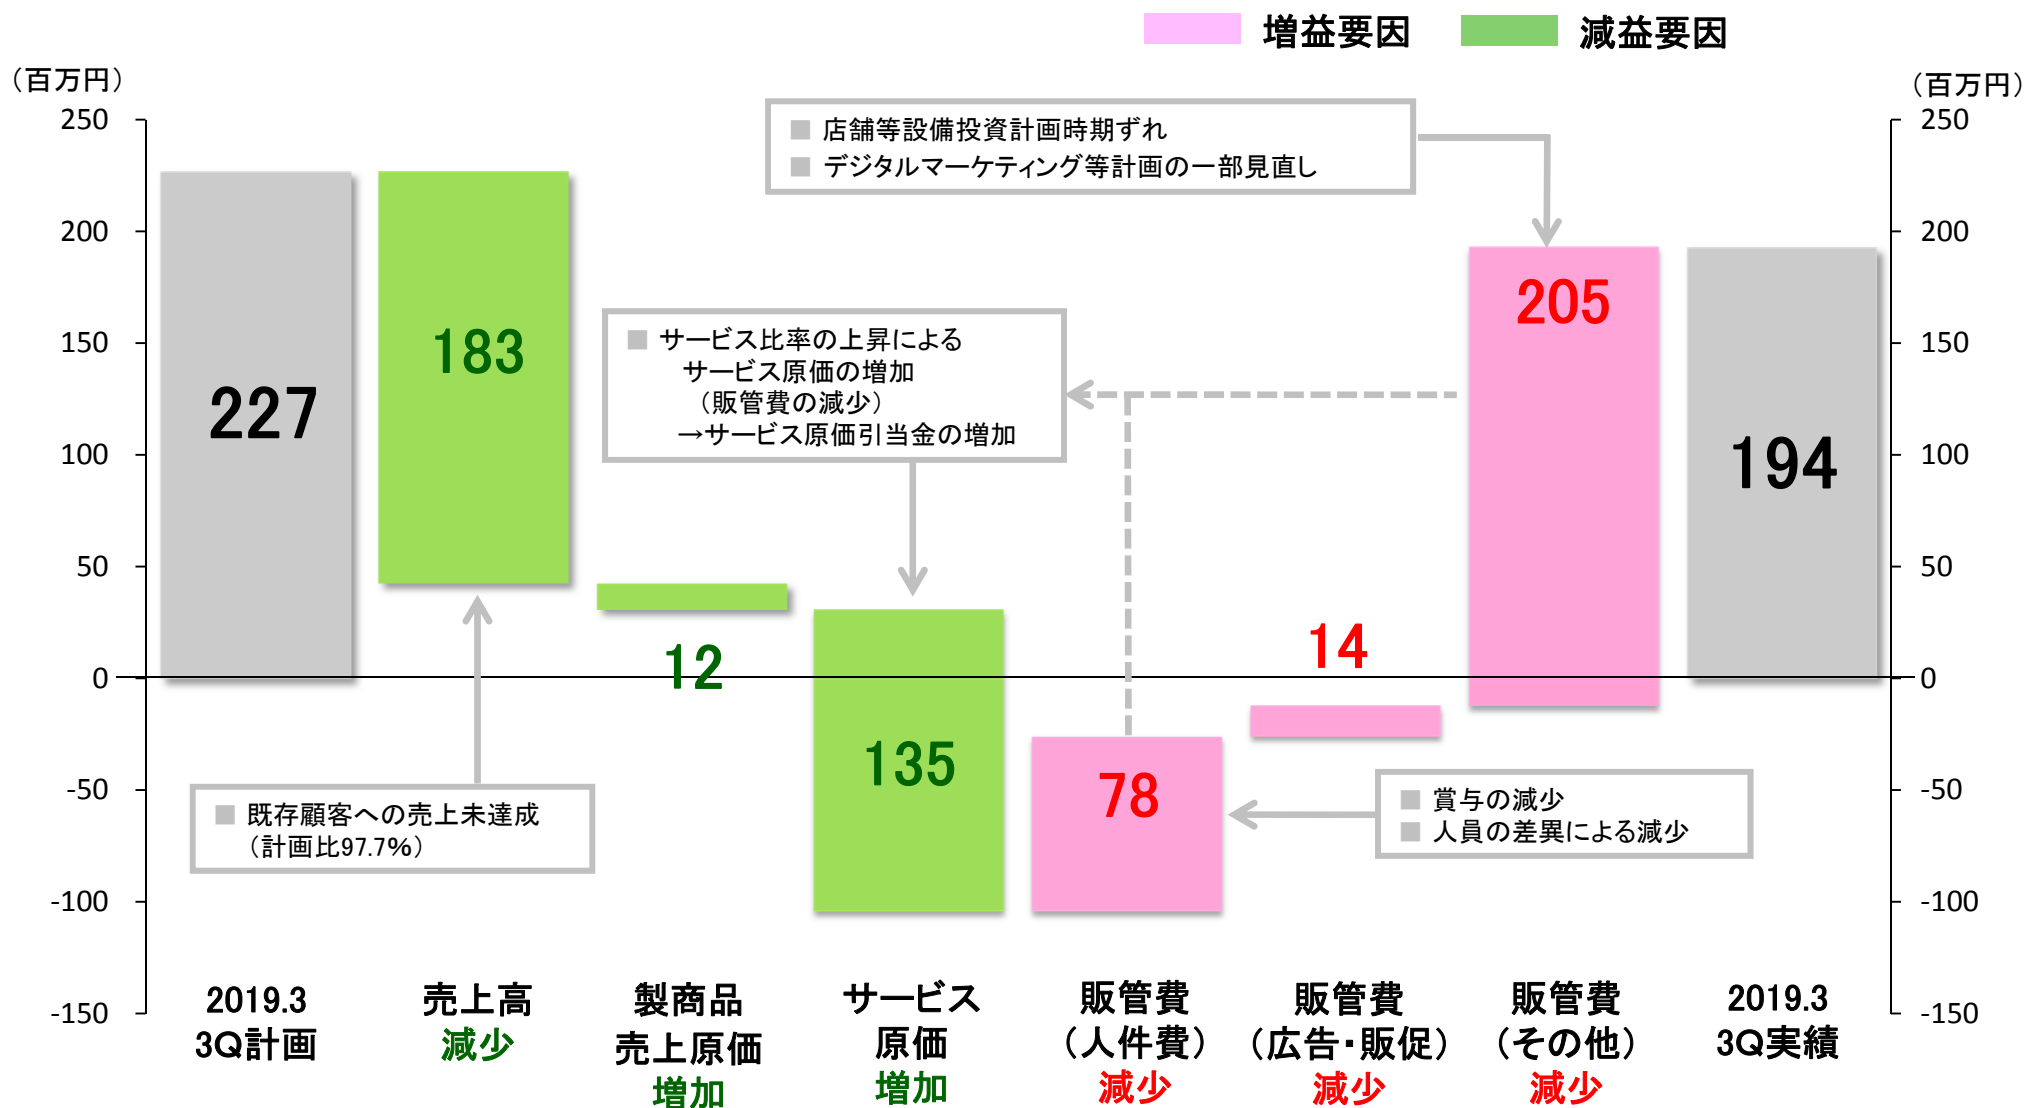 増益要因
減益要因
（百万円）
（百万円）
250
200
150
100
50
0
-50
-100
-150
250
200
150
100
50
0
-50
-100
-150
■ 店舗等設備投資計画時期ずれ
■ デジタルマーケティング等計画の一部見直し
■ サービス比率の上昇による
サービス原価の増加
（販管費の減少）
→サービス原価引当金の増加
■ 既存顧客への売上未達成
（計画比97.7%）
■ 賞与の減少
■ 人員の差異による減少
227
183
12
135
78
14
205
194
2019.3
3Q計画
売上高
減少
製商品
売上原価
増加
サービス
原価
増加
販管費
（人件費）
減少
販管費
（広告・販促）
減少
販管費
（その他）
減少
2019.3
3Q実績